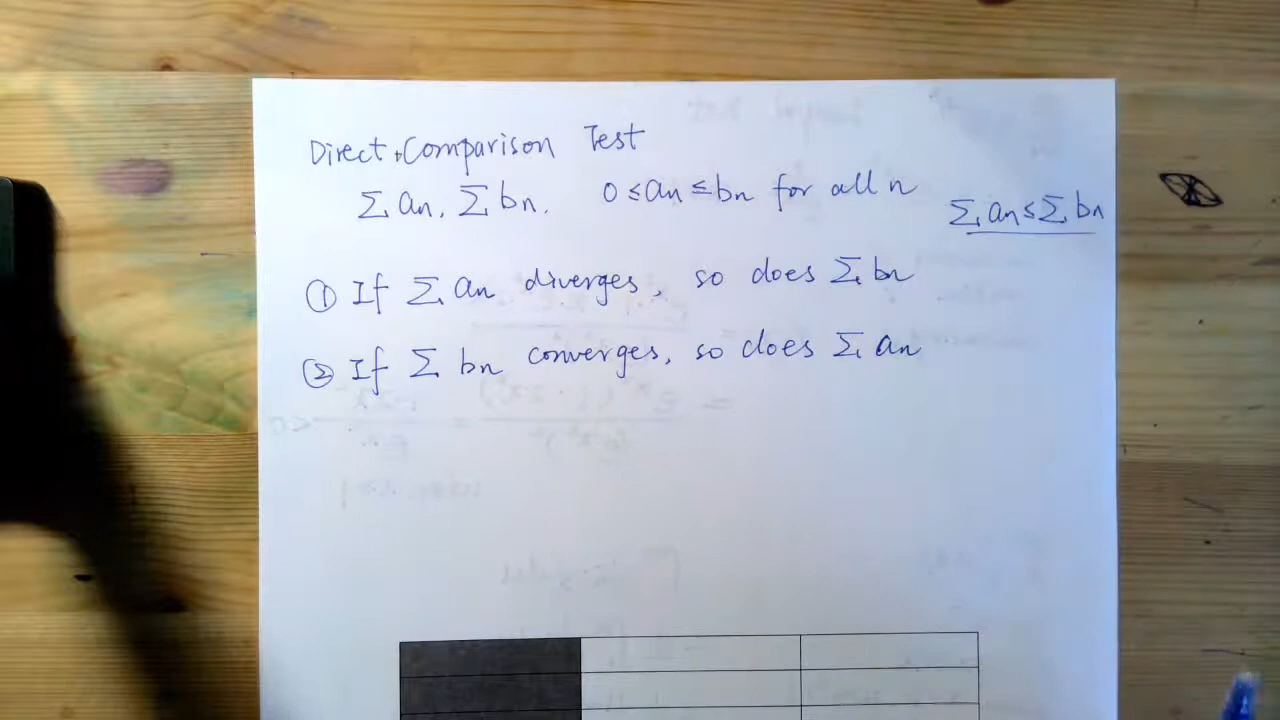 Direct Comparison Test
Σ an, Σ bn, 0 ≤ an ≤ bn for all n
Σ an ≤ Σ bn
① If Σ an diverges, so does Σ bn
② If Σ bn converges, so does Σ an